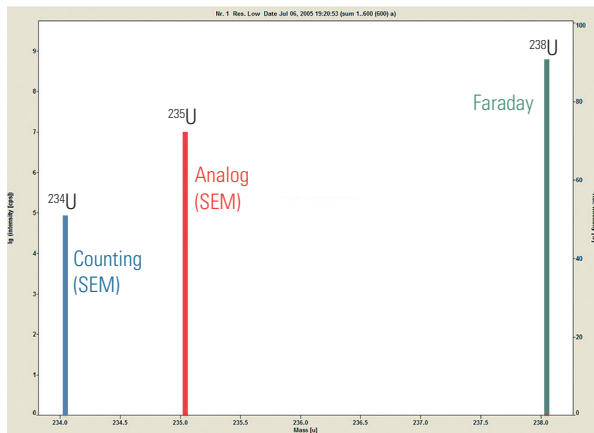 Nr. 1 Res. Low Date Jul 06, 2005 19:20:53 (sum 1..600 (600) a)
238U
235U
234U
Faraday
Analog
(SEM)
Counting
(SEM)
lg (intensity [cps])
9
8
7
6
5
4
3
2
1
0
100
80
60
40
20
0
234.0 234.5 235.0 235.5 236.0 236.5 237.0 237.5 238.0
Mass [u]